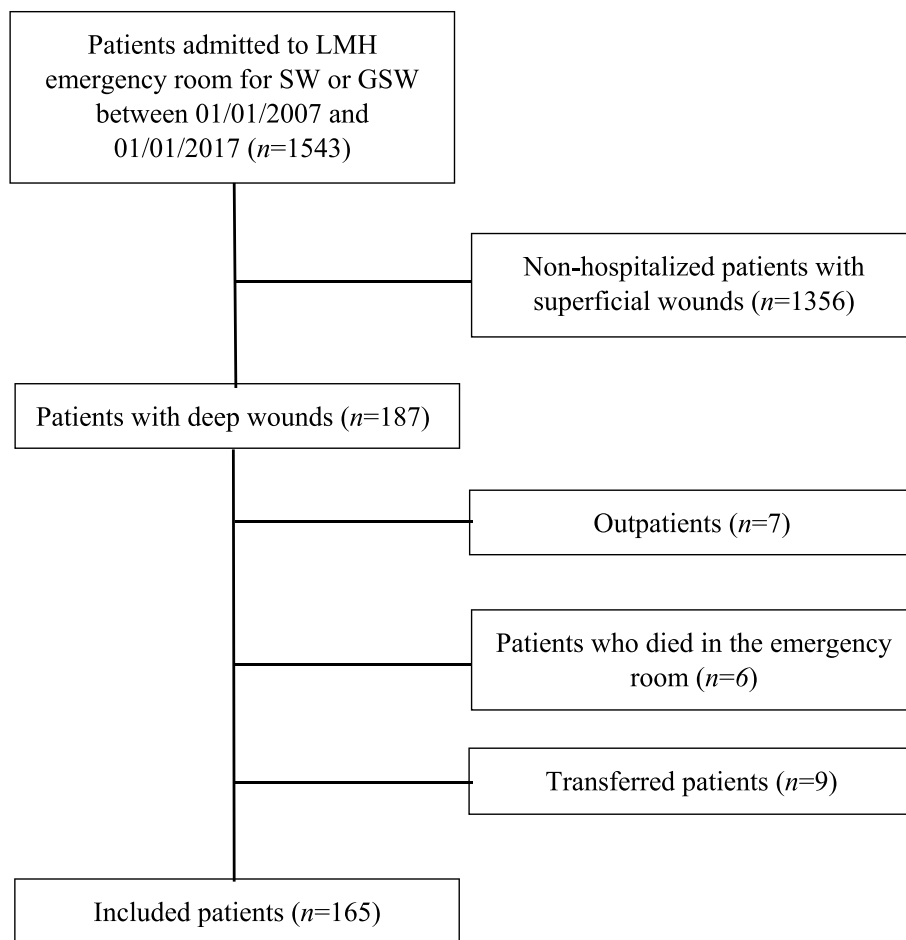 Patients admitted to LMH
emergency room for SW or GSW
between 01/01/2007 and
01/01/2017 (n=1543)
Non-hospitalized patients with
superficial wounds (n=1356)
Patients with deep wounds (n=187)
Outpatients (n=7)
Patients who died in the emergency
room (n=6)
Transferred patients (n=9)
Included patients (n=165)